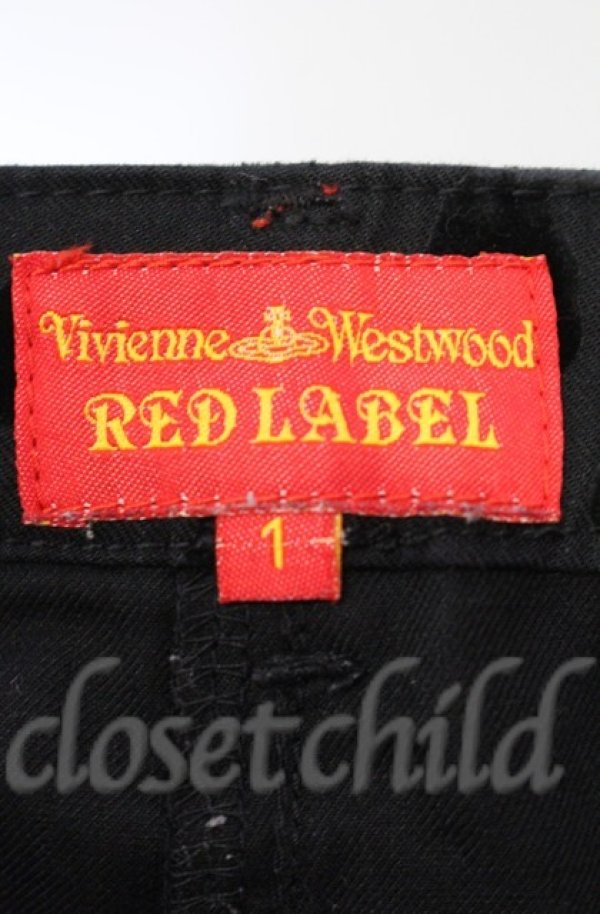 Vivienne Westwood
RED LABEL
1
closet child